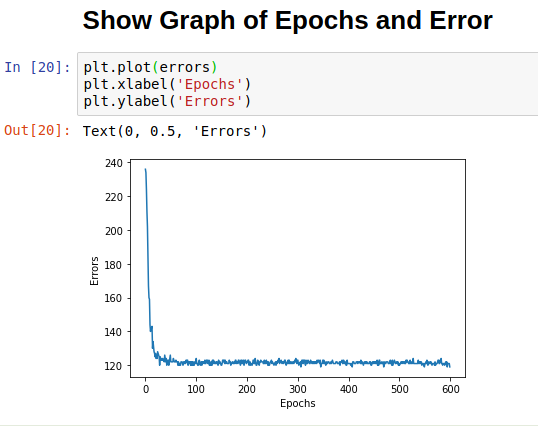 Show Graph of Epochs and Error
In [20]: plt.plot(errors)
plt.xlabel('Epochs')
plt.ylabel('Errors')
Out[20]: Text(0, 0.5, 'Errors')
240
220
200
180
160
140
120
Errors
0 100 200 300 400 500 600
Epochs